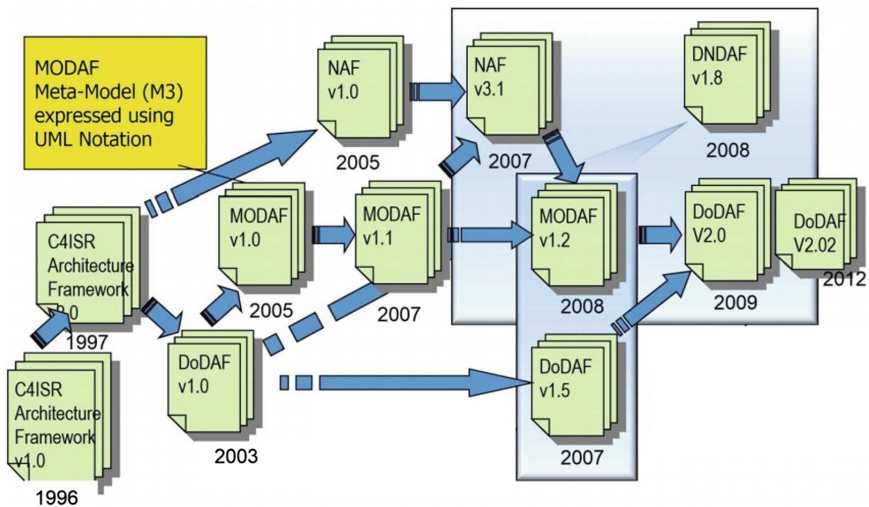 MODAF
Meta-Model (M3)
expressed using
UML Notation
NAF
v1.0
2005
NAF
v3.1
2007
DNDAF
v1.8
2008
MODAF
v1.0
2005
MODAF
v1.1
2007
MODAF
v1.2
2008
DoDAF
V2.0
2009
DoDAF
V2.02
2012
C4ISR
Architecture
Framework
1997
DoDAF
v1.0
2003
DoDAF
v1.5
2007
C4ISR
Architecture
Framework
v1.0
1996